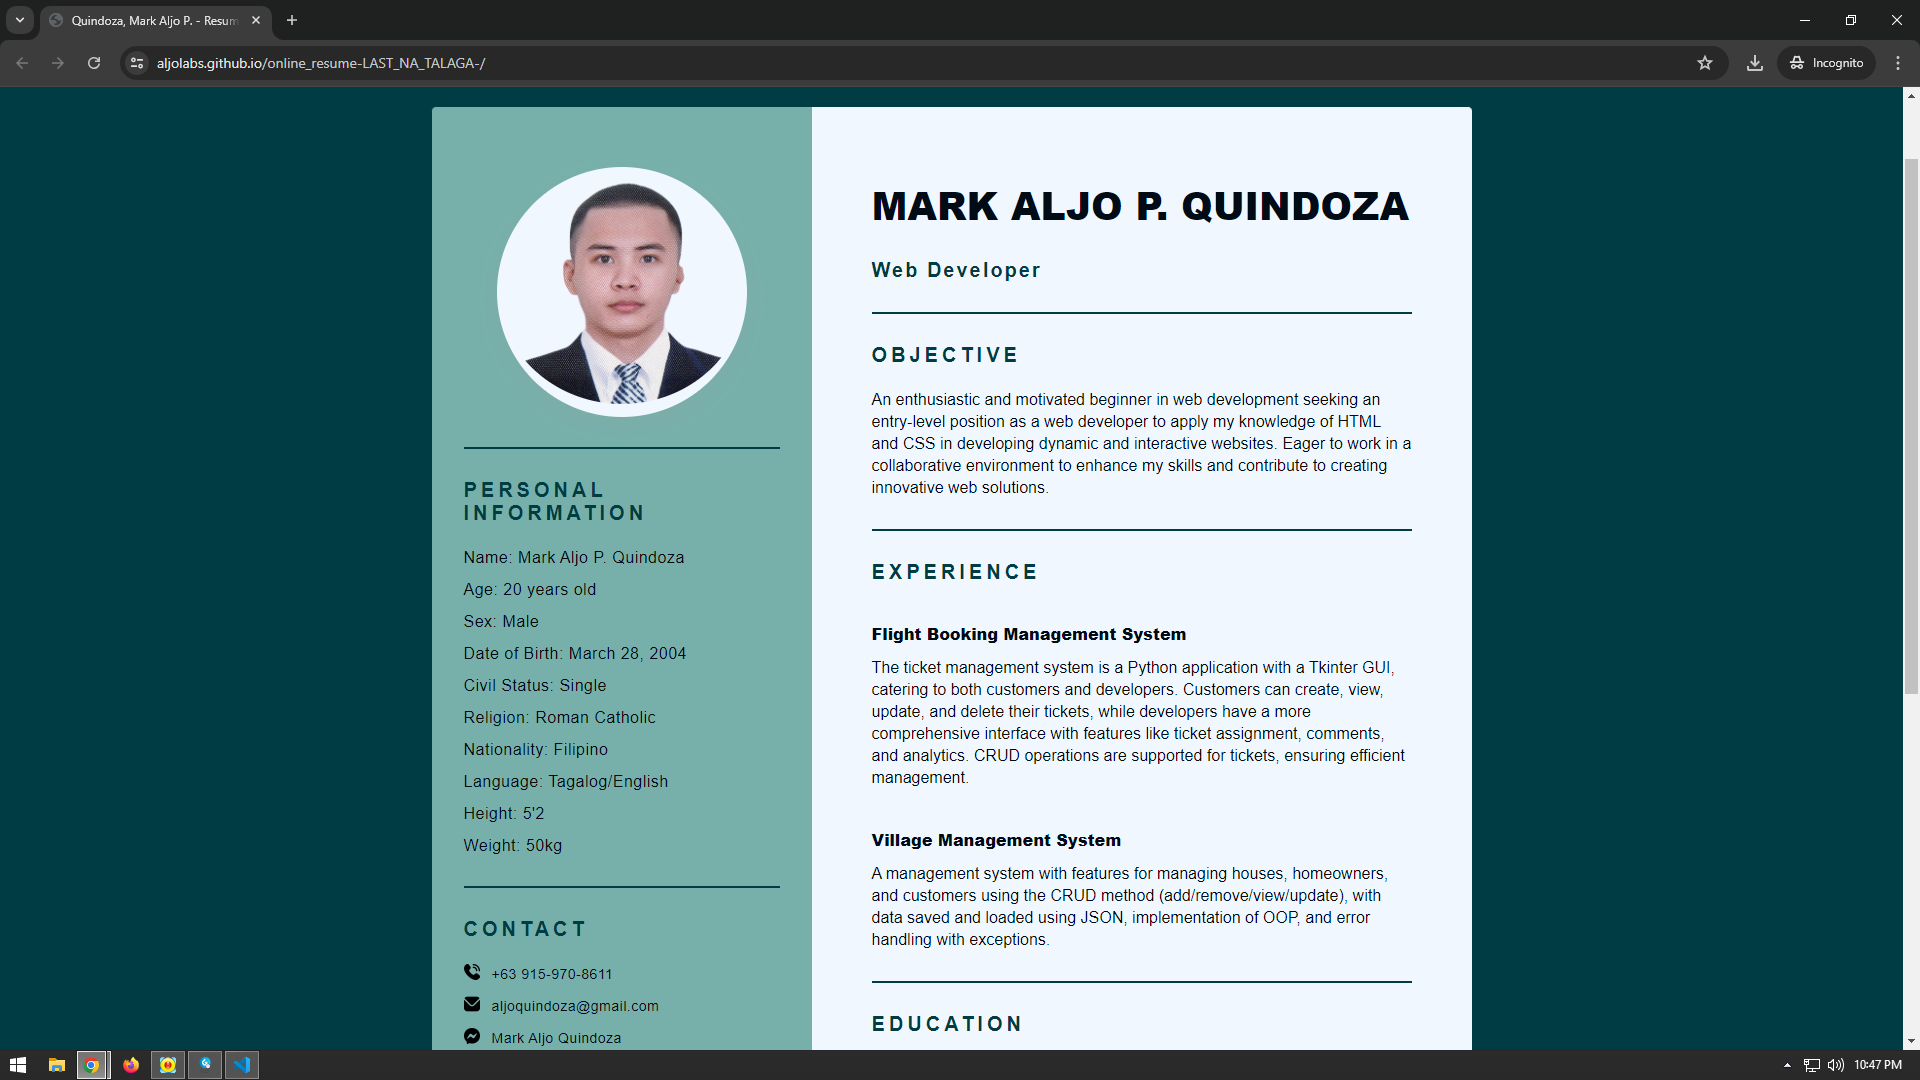 Quindoza, Mark Aljo P. - Resum
aljolabs.github.io/online_resume-LAST_NA_TALAGA-/
Incognito
PERSONAL
INFORMATION
Name: Mark Aljo P. Quindoza
Age: 20 years old
Sex: Male
Date of Birth: March 28, 2004
Civil Status: Single
Religion: Roman Catholic
Nationality: Filipino
Language: Tagalog/English
Height: 5'2
Weight: 50kg
CONTACT
+63 915-970-8611
aljoquindoza@gmail.com
Mark Aljo Quindoza
MARK ALJO P. QUINDOZA
Web Developer
OBJECTIVE
An enthusiastic and motivated beginner in web development seeking an
entry-level position as a web developer to apply my knowledge of HTML
and CSS in developing dynamic and interactive websites. Eager to work in a
collaborative environment to enhance my skills and contribute to creating
innovative web solutions.
EXPERIENCE
Flight Booking Management System
The ticket management system is a Python application with a Tkinter GUI,
catering to both customers and developers. Customers can create, view,
update, and delete their tickets, while developers have a more
comprehensive interface with features like ticket assignment, comments,
and analytics. CRUD operations are supported for tickets, ensuring efficient
management.
Village Management System
A management system with features for managing houses, homeowners,
and customers using the CRUD method (add/remove/view/update), with
data saved and loaded using JSON, implementation of OOP, and error
handling with exceptions.
EDUCATION
10:47 PM